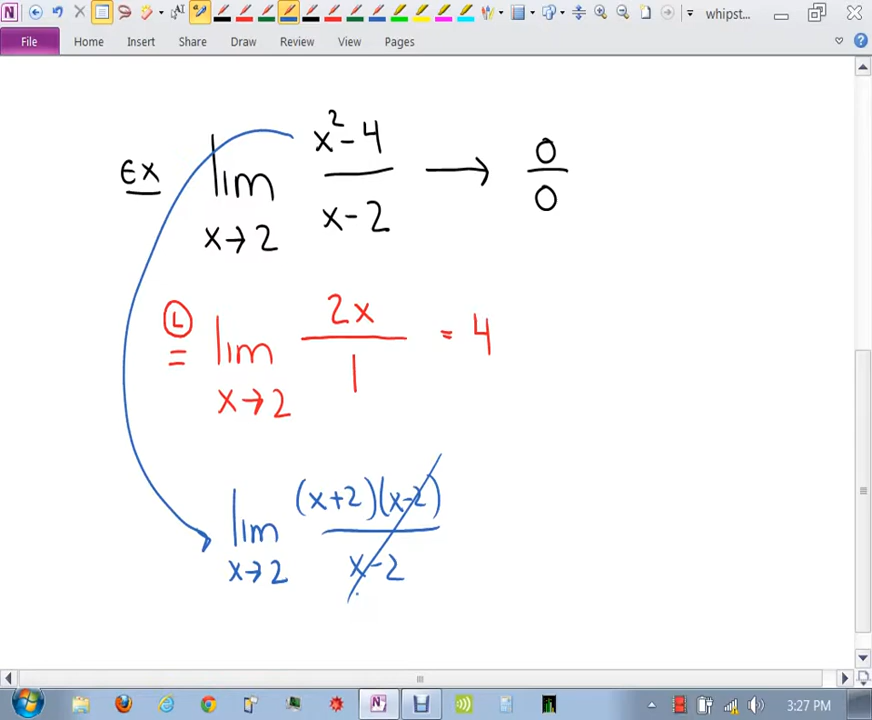 whipst...
File Home Insert Share Draw Review View Pages
Ex lim x→2 (x²-4)/(x-2) → 0/0
Ⓛ = lim x→2 2x/1 = 4
lim x→2 (x+2)(x-2)/(x-2)
3:27 PM